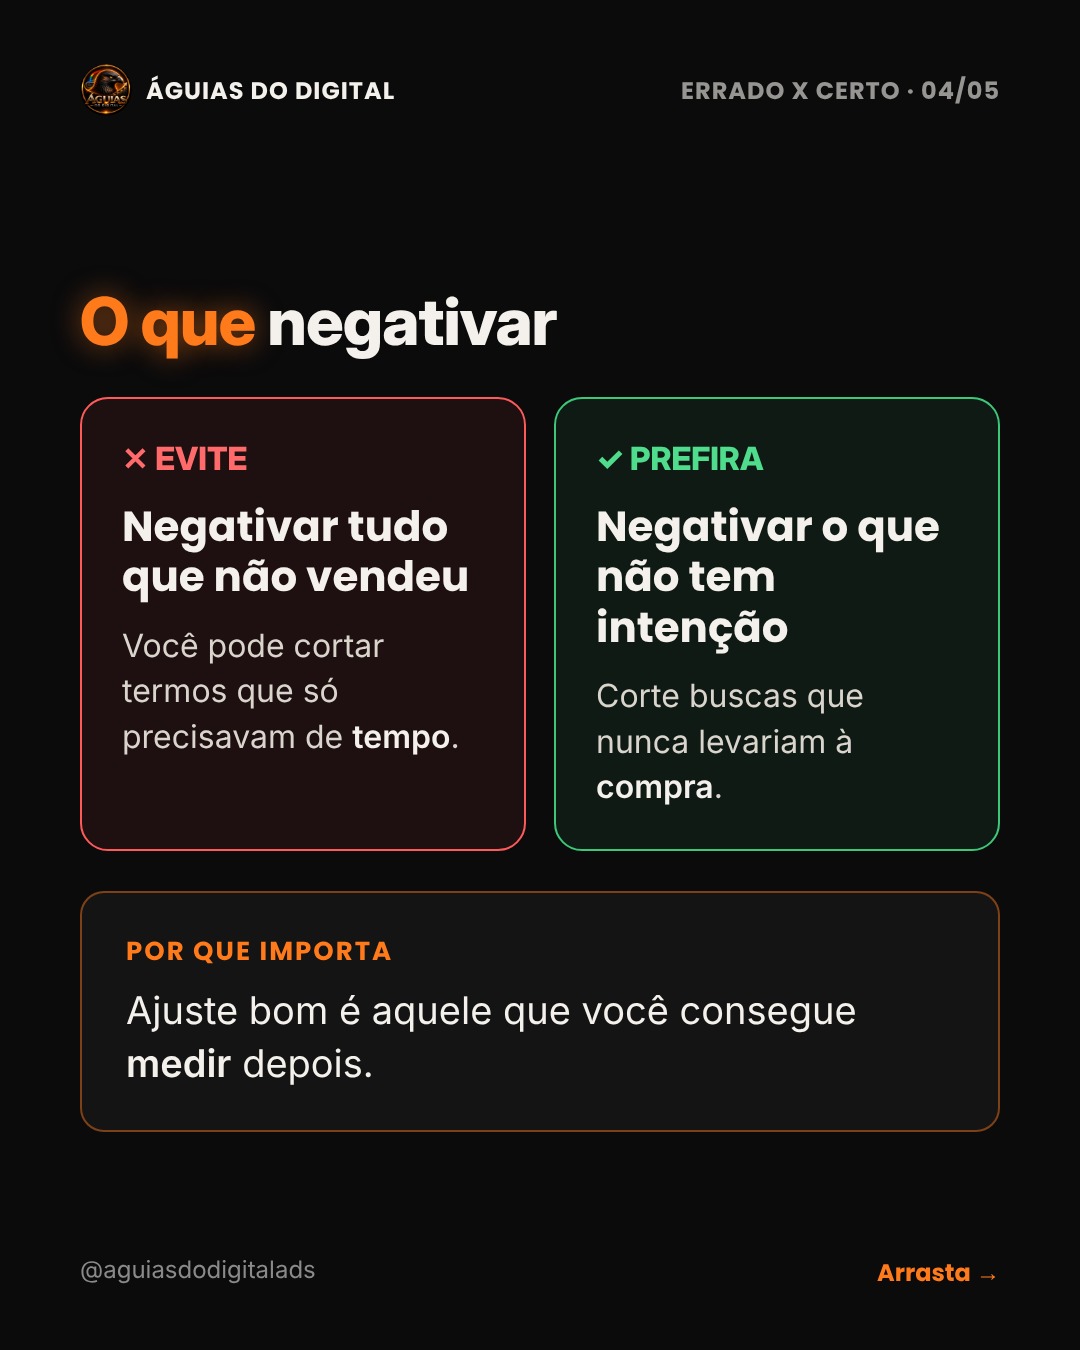 ÁGUIAS
ÁGUIAS DO DIGITAL
ERRADO X CERTO · 04/05
O que negativar
✕ EVITE
Negativar tudo
que não vendeu
Você pode cortar
termos que só
precisavam de tempo.
✓ PREFIRA
Negativar o que
não tem
intenção
Corte buscas que
nunca levariam à
compra.
POR QUE IMPORTA
Ajuste bom é aquele que você consegue
medir depois.
@aguiasdodigitalads
Arrasta →